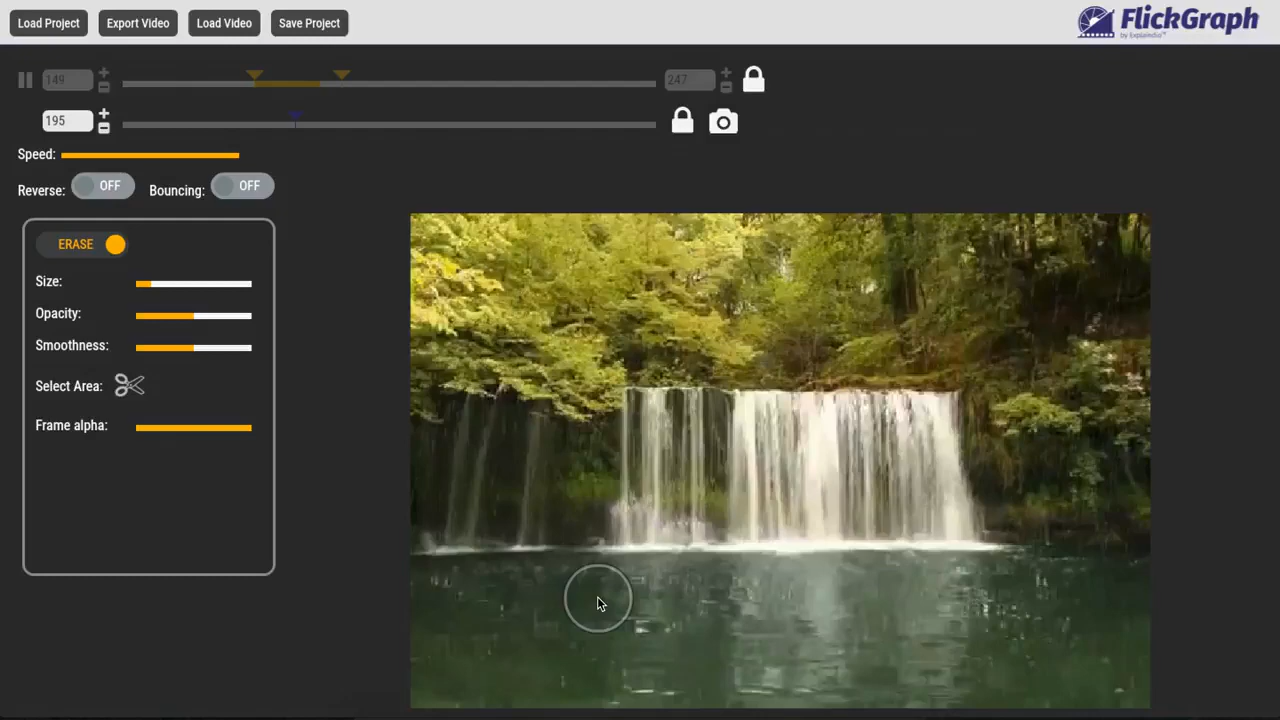 Load Project Export Video Load Video Save Project
FlickGraph
by Explaindio™
149 247
195
Speed:
Reverse: OFF Bouncing: OFF
ERASE
Size:
Opacity:
Smoothness:
Select Area:
Frame alpha: